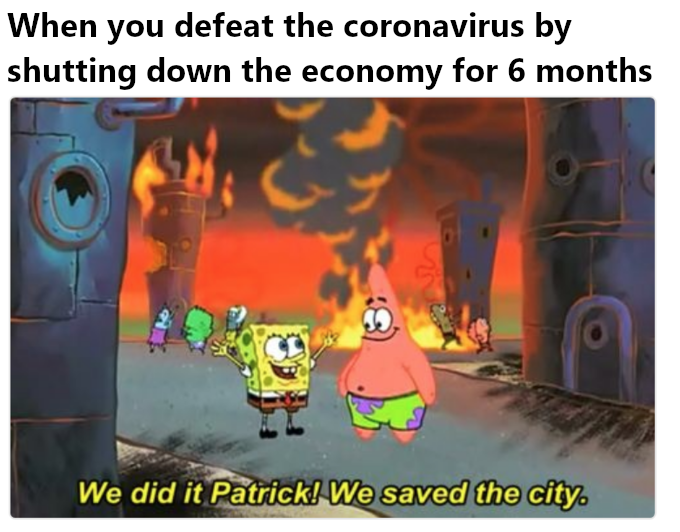 When you defeat the coronavirus by
shutting down the economy for 6 months
We did it Patrick! We saved the city.